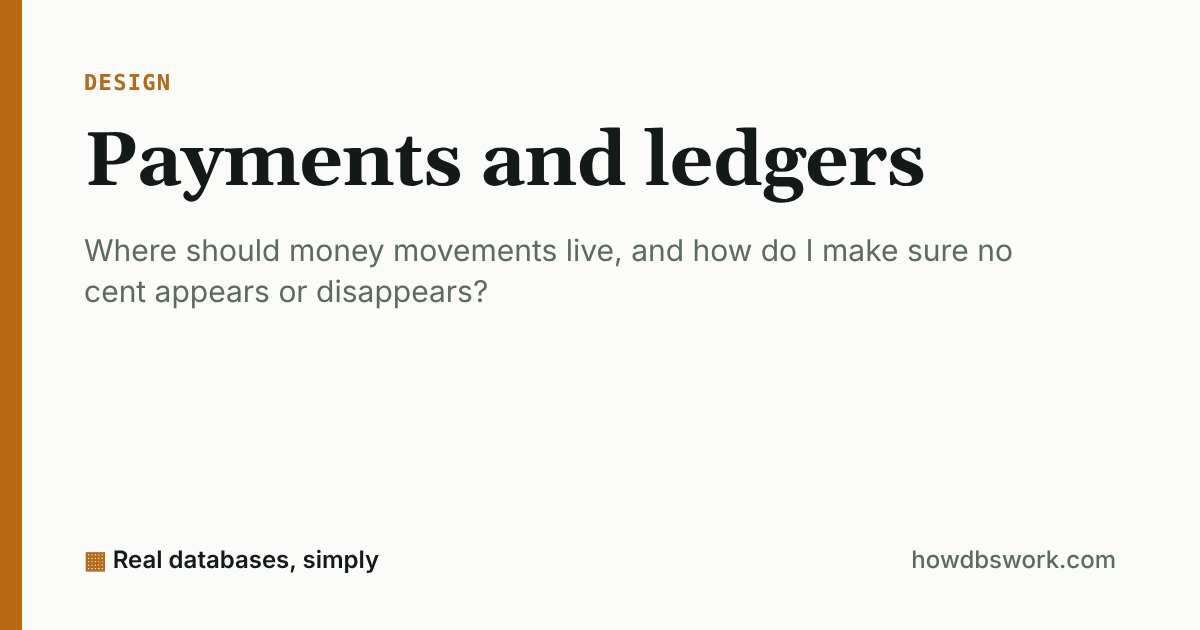 DESIGN
Payments and ledgers
Where should money movements live, and how do I make sure no
cent appears or disappears?
Real databases, simply
howdbswork.com